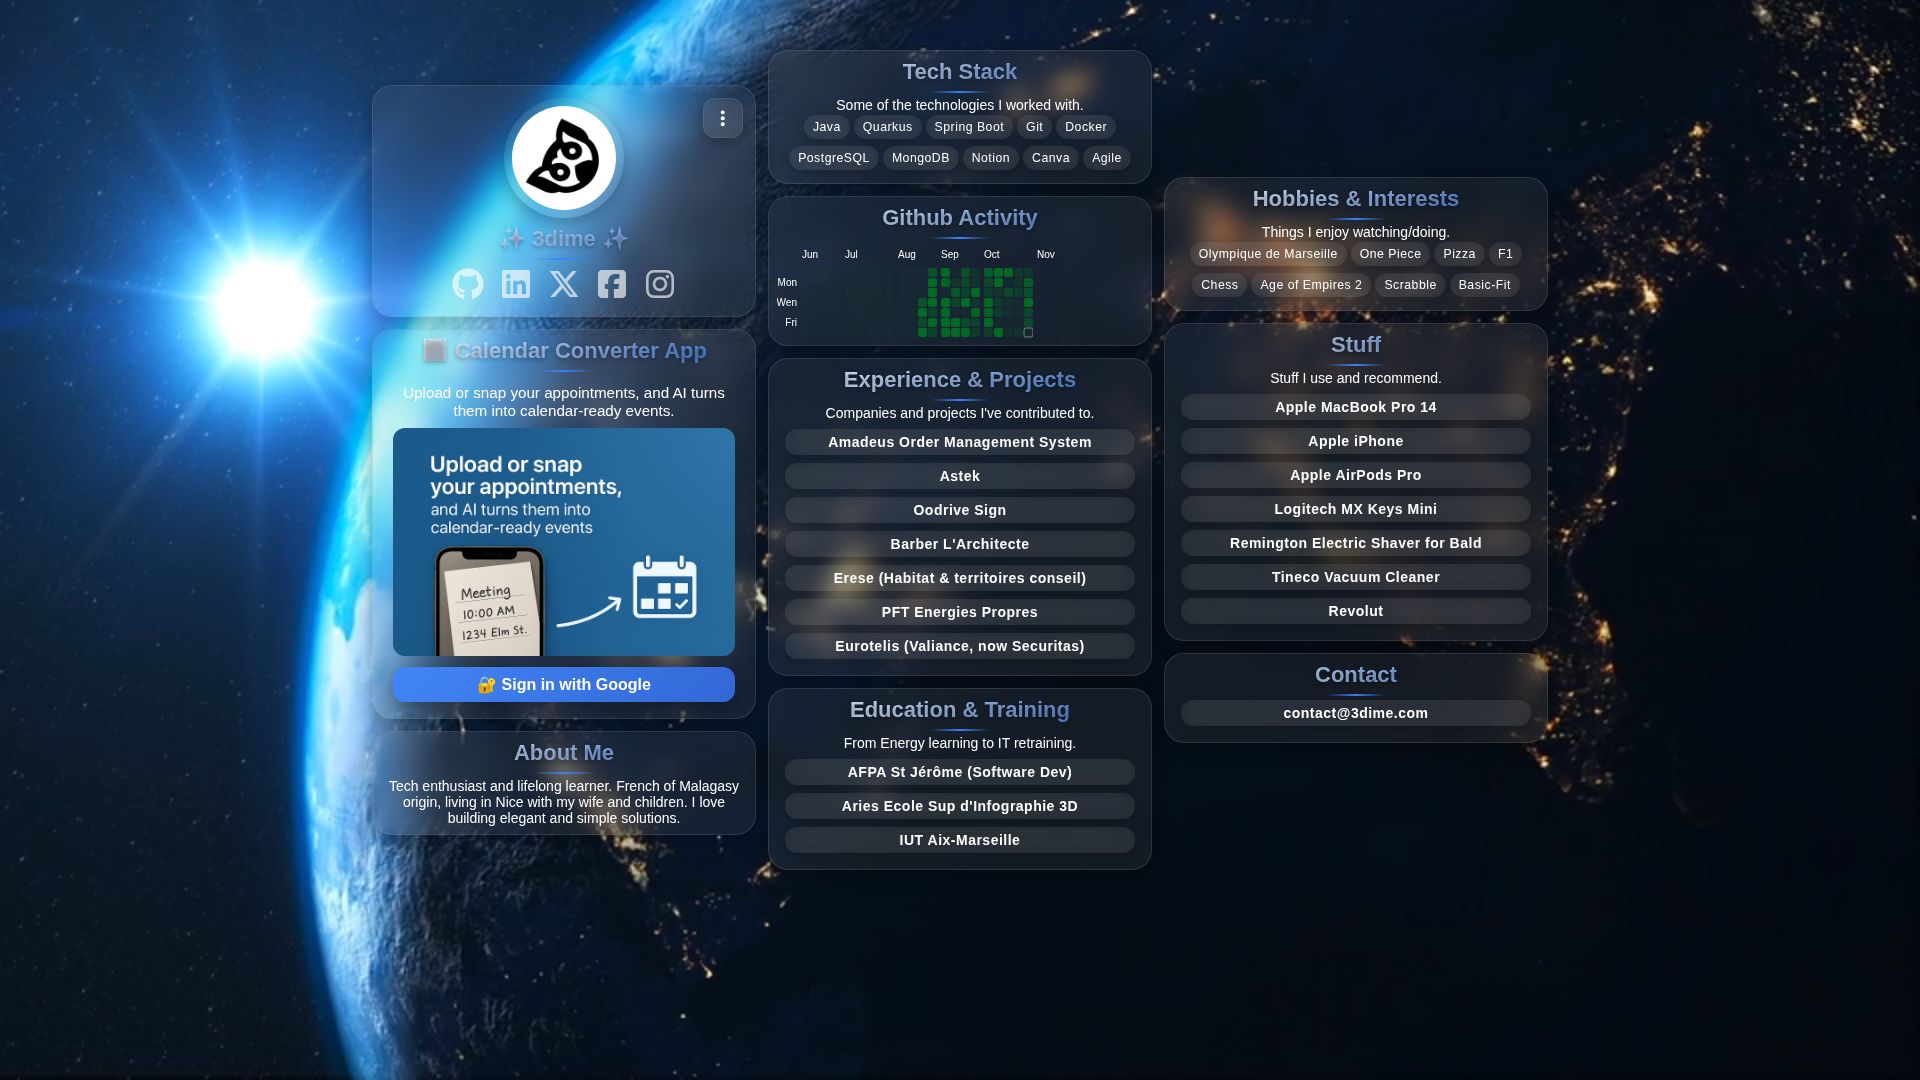 ✨ 3dime ✨
Calendar Converter App
Upload or snap your appointments, and AI turns
them into calendar-ready events.
Upload or snap
your appointments,
and AI turns them into
calendar-ready events
Meeting
10:00 AM
1234 Elm St.
🔐 Sign in with Google
About Me
Tech enthusiast and lifelong learner. French of Malagasy
origin, living in Nice with my wife and children. I love
building elegant and simple solutions.
Tech Stack
Some of the technologies I worked with.
Java Quarkus Spring Boot Git Docker
PostgreSQL MongoDB Notion Canva Agile
Github Activity
Jun Jul Aug Sep Oct Nov
Mon
Wen
Fri
Experience & Projects
Companies and projects I've contributed to.
Amadeus Order Management System
Astek
Oodrive Sign
Barber L'Architecte
Erese (Habitat & territoires conseil)
PFT Energies Propres
Eurotelis (Valiance, now Securitas)
Education & Training
From Energy learning to IT retraining.
AFPA St Jérôme (Software Dev)
Aries Ecole Sup d'Infographie 3D
IUT Aix-Marseille
Hobbies & Interests
Things I enjoy watching/doing.
Olympique de Marseille One Piece Pizza F1
Chess Age of Empires 2 Scrabble Basic-Fit
Stuff
Stuff I use and recommend.
Apple MacBook Pro 14
Apple iPhone
Apple AirPods Pro
Logitech MX Keys Mini
Remington Electric Shaver for Bald
Tineco Vacuum Cleaner
Revolut
Contact
contact@3dime.com